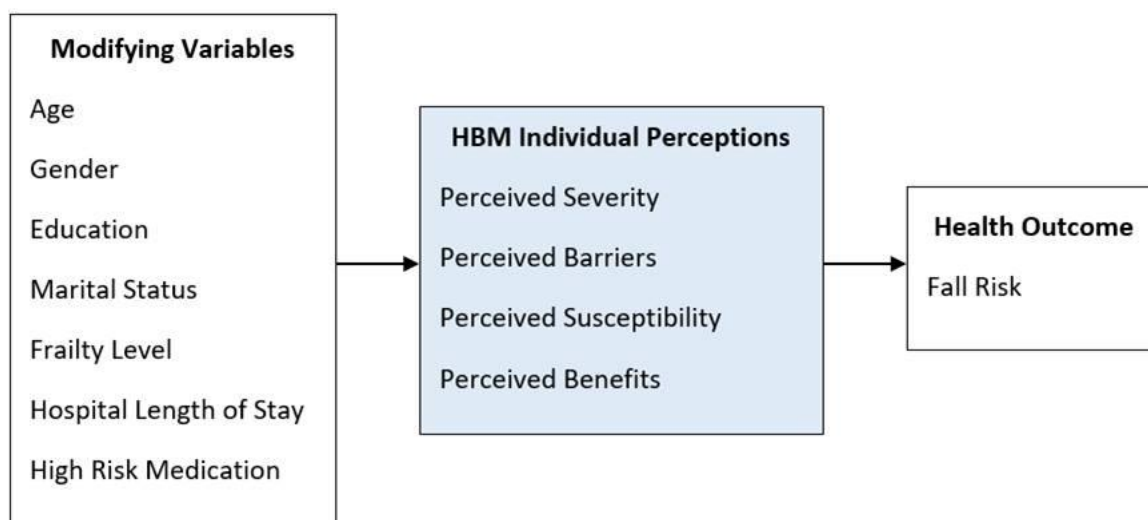 Modifying Variables
Age
Gender
Education
Marital Status
Frailty Level
Hospital Length of Stay
High Risk Medication
HBM Individual Perceptions
Perceived Severity
Perceived Barriers
Perceived Susceptibility
Perceived Benefits
Health Outcome
Fall Risk